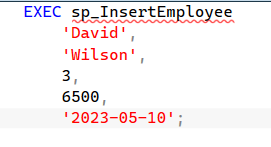 EXEC sp_InsertEmployee
'David',
'Wilson',
3,
6500,
'2023-05-10';